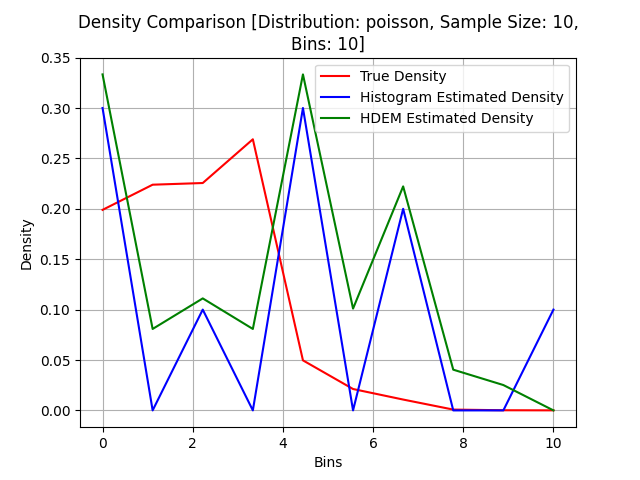 Density Comparison [Distribution: poisson, Sample Size: 10,
Bins: 10]
True Density
Histogram Estimated Density
HDEM Estimated Density
Density
0.35
0.30
0.25
0.20
0.15
0.10
0.05
0.00
0 2 4 6 8 10
Bins